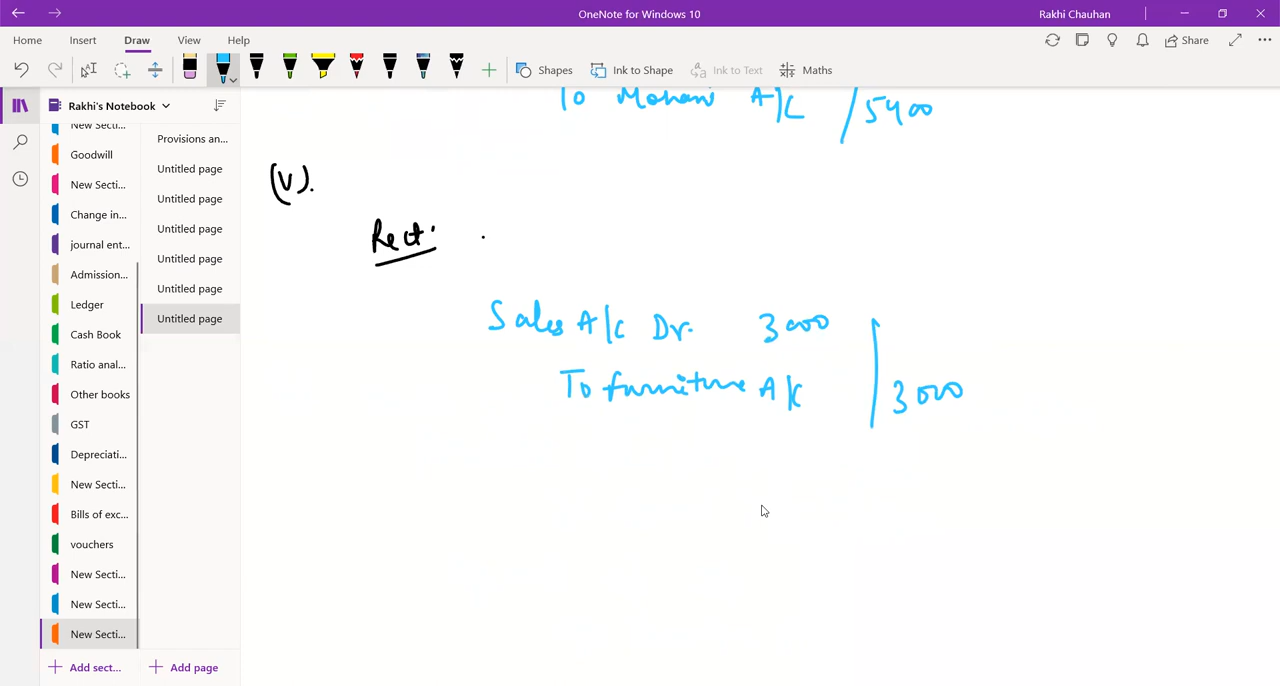 OneNote for Windows 10
Rakhi Chauhan
Home Insert Draw View Help
Share
Shapes Ink to Shape Ink to Text Maths
Rakhi's Notebook
New Secti...
Goodwill
New Secti...
Change in...
journal ent...
Admission...
Ledger
Cash Book
Ratio anal...
Other books
GST
Depreciati...
New Secti...
Bills of exc...
vouchers
New Secti...
New Secti...
New Secti...
Add sect...
Provisions an...
Untitled page
Untitled page
Untitled page
Untitled page
Untitled page
Untitled page
Add page
To Mohan A/C 5400
(V).
Rect.
Sales A/C Dr. 3000
To furniture A/C 3000